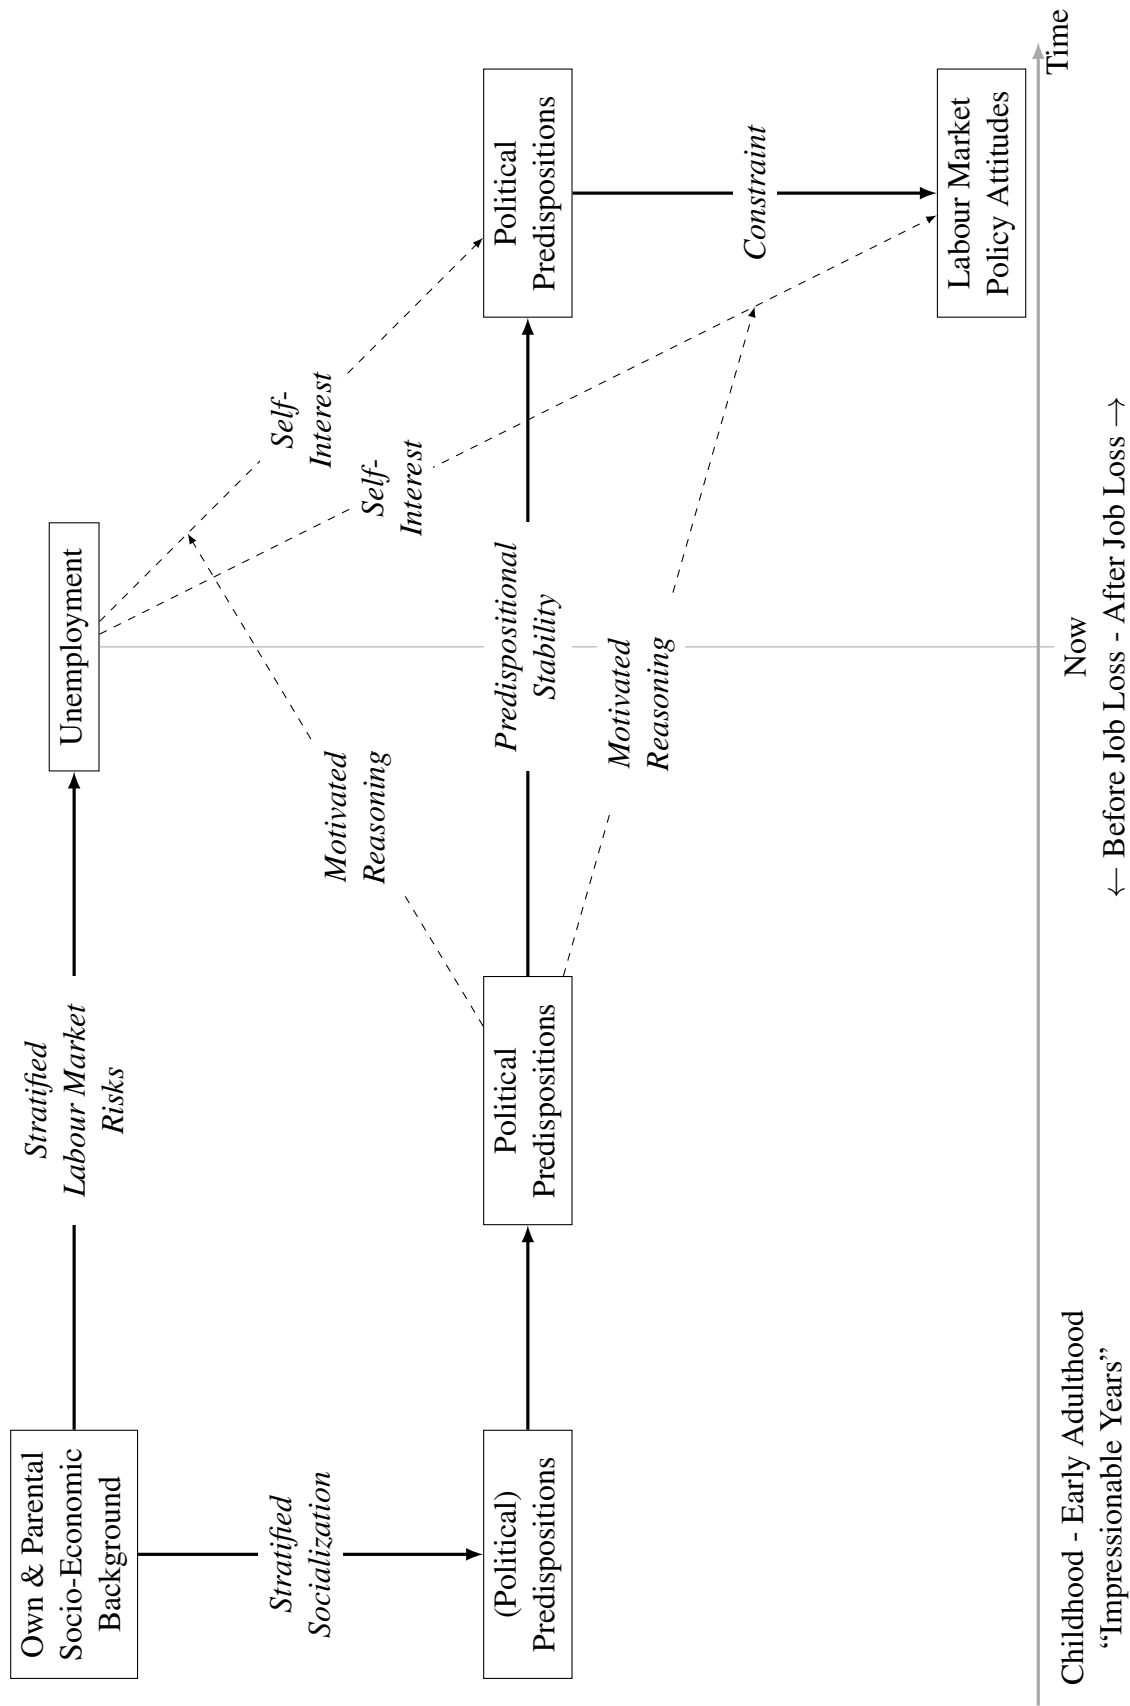 Own & Parental
Socio-Economic
Background
Stratified
Labour Market
Risks
Unemployment
Stratified
Socialization
Motivated
Reasoning
Self-
Interest
Self-
Interest
(Political)
Predispositions
Political
Predispositions
Predispositional
Stability
Political
Predispositions
Motivated
Reasoning
Constraint
Labour Market
Policy Attitudes
Time
Childhood - Early Adulthood
“Impressionable Years”
Now
← Before Job Loss - After Job Loss →